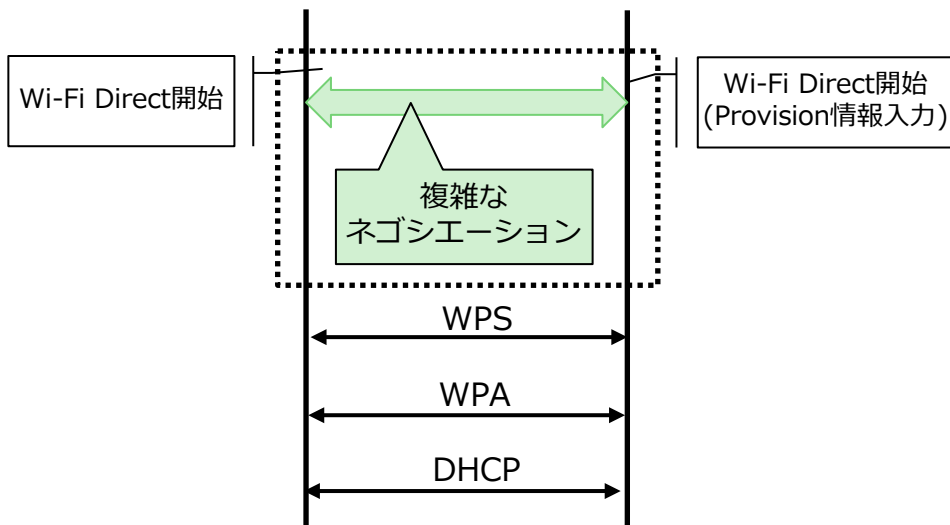 Wi-Fi Direct開始
Wi-Fi Direct開始
(Provision情報入力)
複雑な
ネゴシエーション
WPS
WPA
DHCP